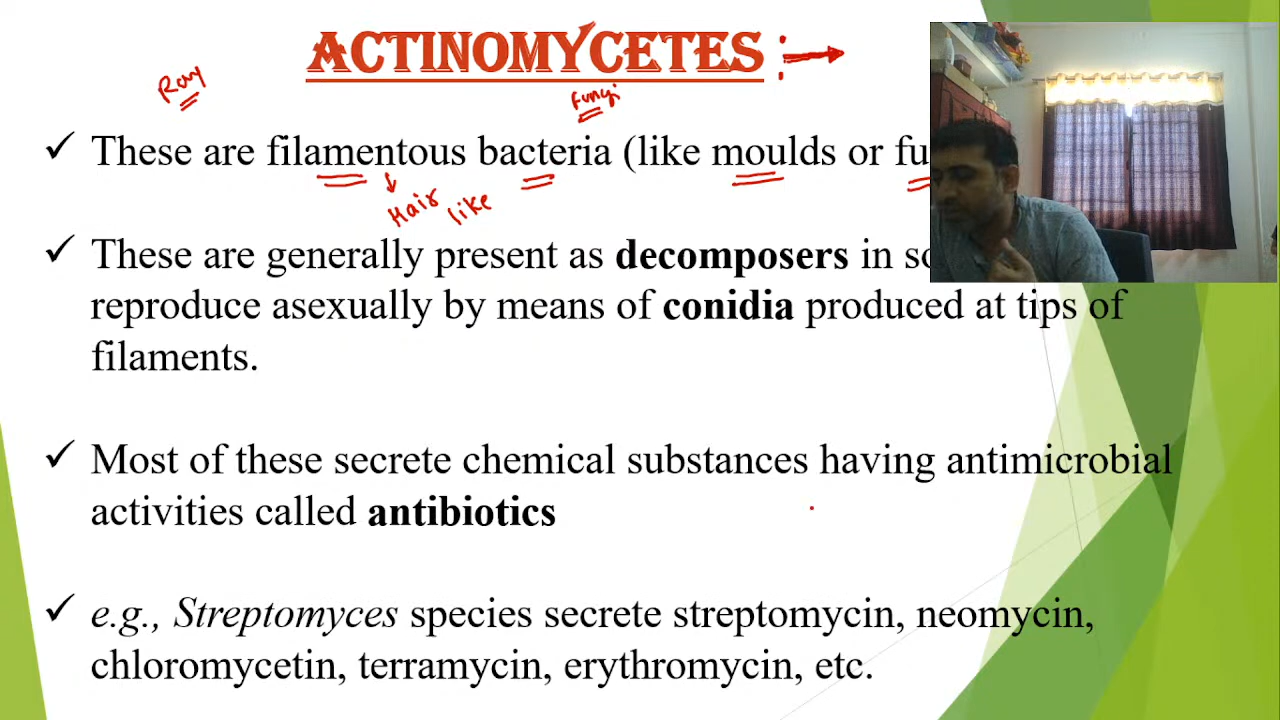 ACTINOMYCETES :→
Ray
Fungi
✓ These are filamentous bacteria (like moulds or
Hair like
✓ These are generally present as decomposers in
reproduce asexually by means of conidia produced at tips of
filaments.
✓ Most of these secrete chemical substances having antimicrobial
activities called antibiotics
✓ e.g., Streptomyces species secrete streptomycin, neomycin,
chloromycetin, terramycin, erythromycin, etc.